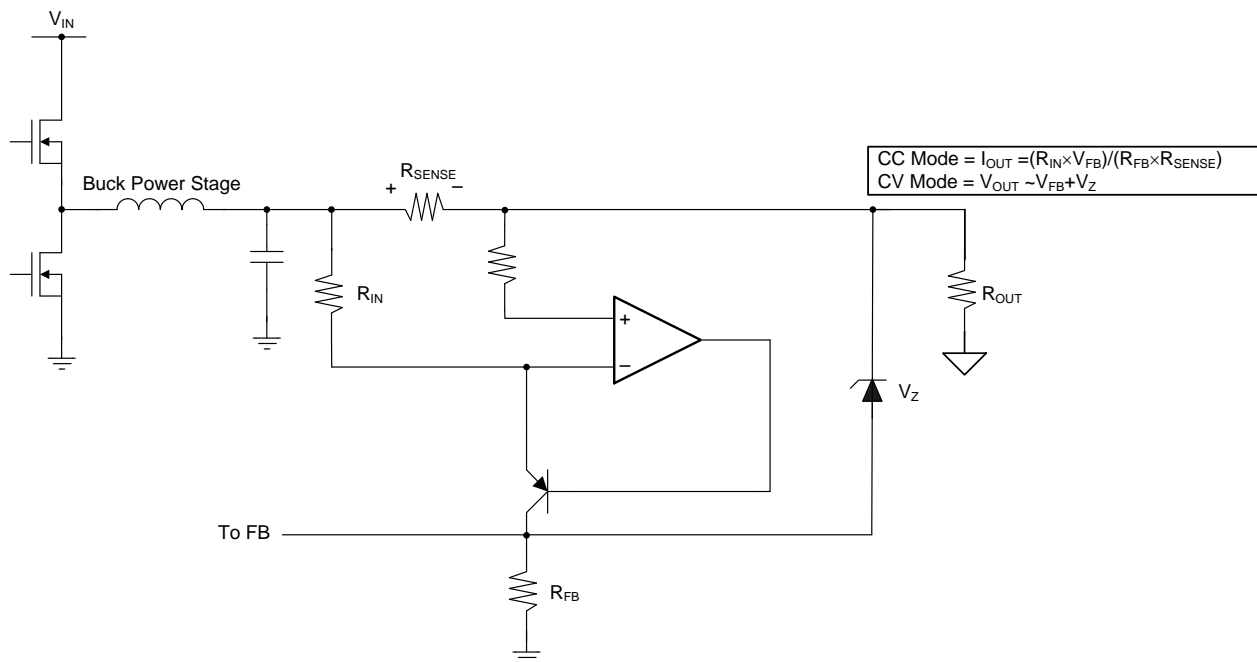 V_IN
CC Mode = I_OUT =(R_IN×V_FB)/(R_FB×R_SENSE)
CV Mode = V_OUT ~V_FB+V_Z
R_SENSE
Buck Power Stage
+ −
R_IN
R_OUT
+
−
V_Z
To FB
R_FB